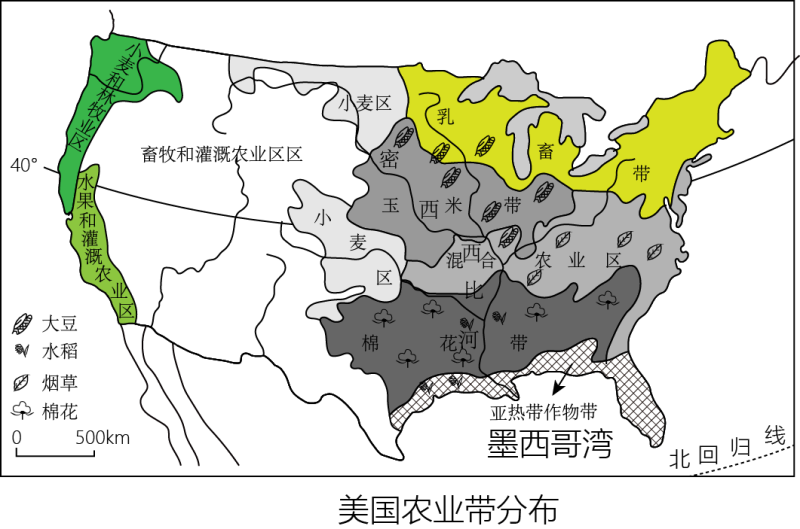 小麦和林牧业区
小麦区
乳畜带
畜牧和灌溉农业区区
40°
密
玉米带
水果和灌溉农业区
小麦区
混合农业区
密西西比河
棉花带
大豆
水稻
烟草
棉花
0 500km
亚热带作物带
墨西哥湾
北回归线
美国农业带分布